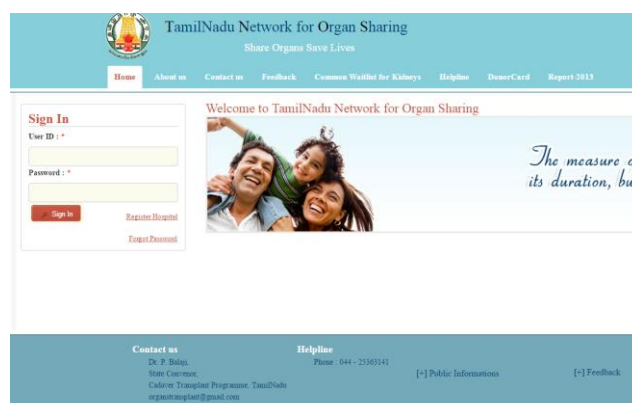 TamilNadu Network for Organ Sharing
Share Organs Save Lives
Home About us Contact us Feedback Common Waitlist for Kidneys Helpline DonorCard Report-2013
Sign In
User ID : *
Password : *
Sign In
Register Hospital
Forgot Password
Welcome to TamilNadu Network for Organ Sharing
The measure
its duration, bu
Contact us
Dr. P. Balaji,
State Convenor,
Cadaver Transplant Programme, TamilNadu
organstransplant@gmail.com
Helpline
Phone : 044 - 25363141
[+] Public Informations
[+] Feedback